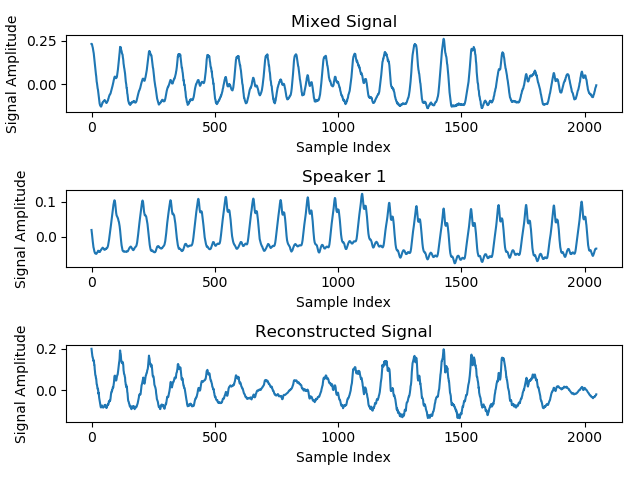 Mixed Signal
Signal Amplitude
0.25
0.00
0
500
1000
1500
2000
Sample Index
Speaker 1
Signal Amplitude
0.1
0.0
0
500
1000
1500
2000
Sample Index
Reconstructed Signal
Signal Amplitude
0.2
0.0
0
500
1000
1500
2000
Sample Index